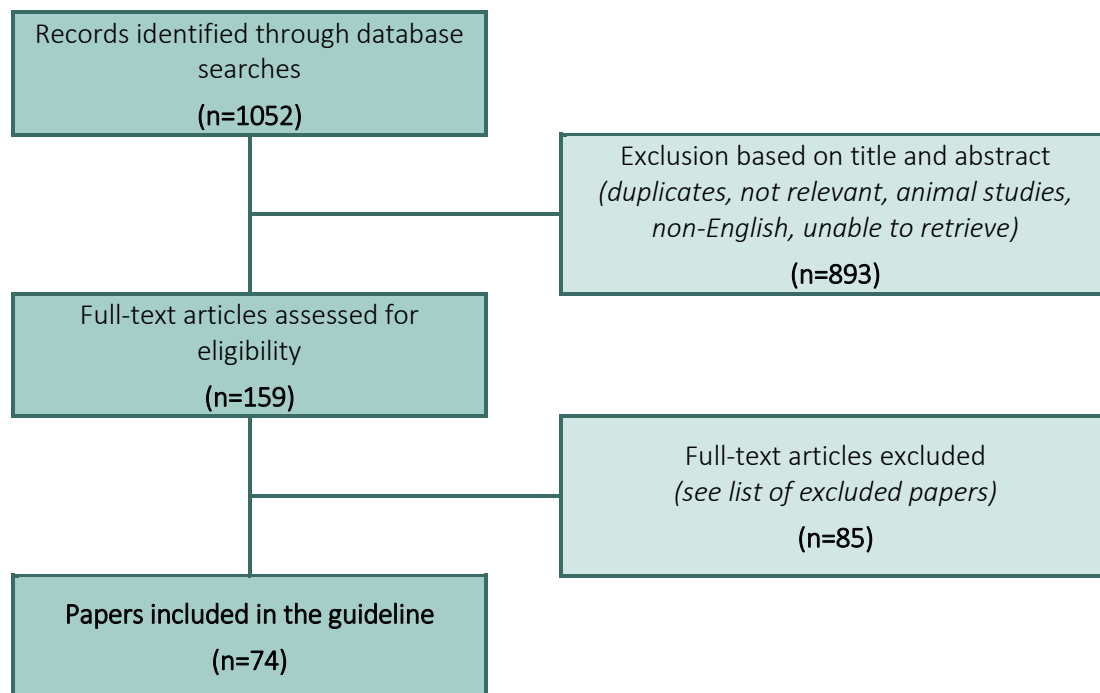 Records identified through database
searches
(n=1052)
Exclusion based on title and abstract
(duplicates, not relevant, animal studies,
non-English, unable to retrieve)
(n=893)
Full-text articles assessed for
eligibility
(n=159)
Full-text articles excluded
(see list of excluded papers)
(n=85)
Papers included in the guideline
(n=74)